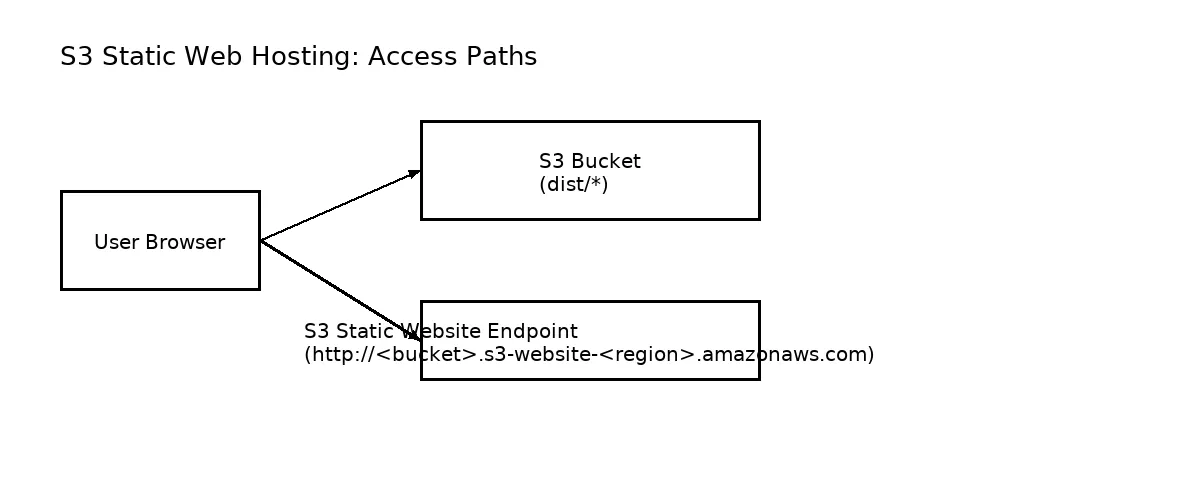 S3 Static Web Hosting: Access Paths
S3 Bucket
(dist/*)
User Browser
S3 Static Website Endpoint
(http://<bucket>.s3-website-<region>.amazonaws.com)